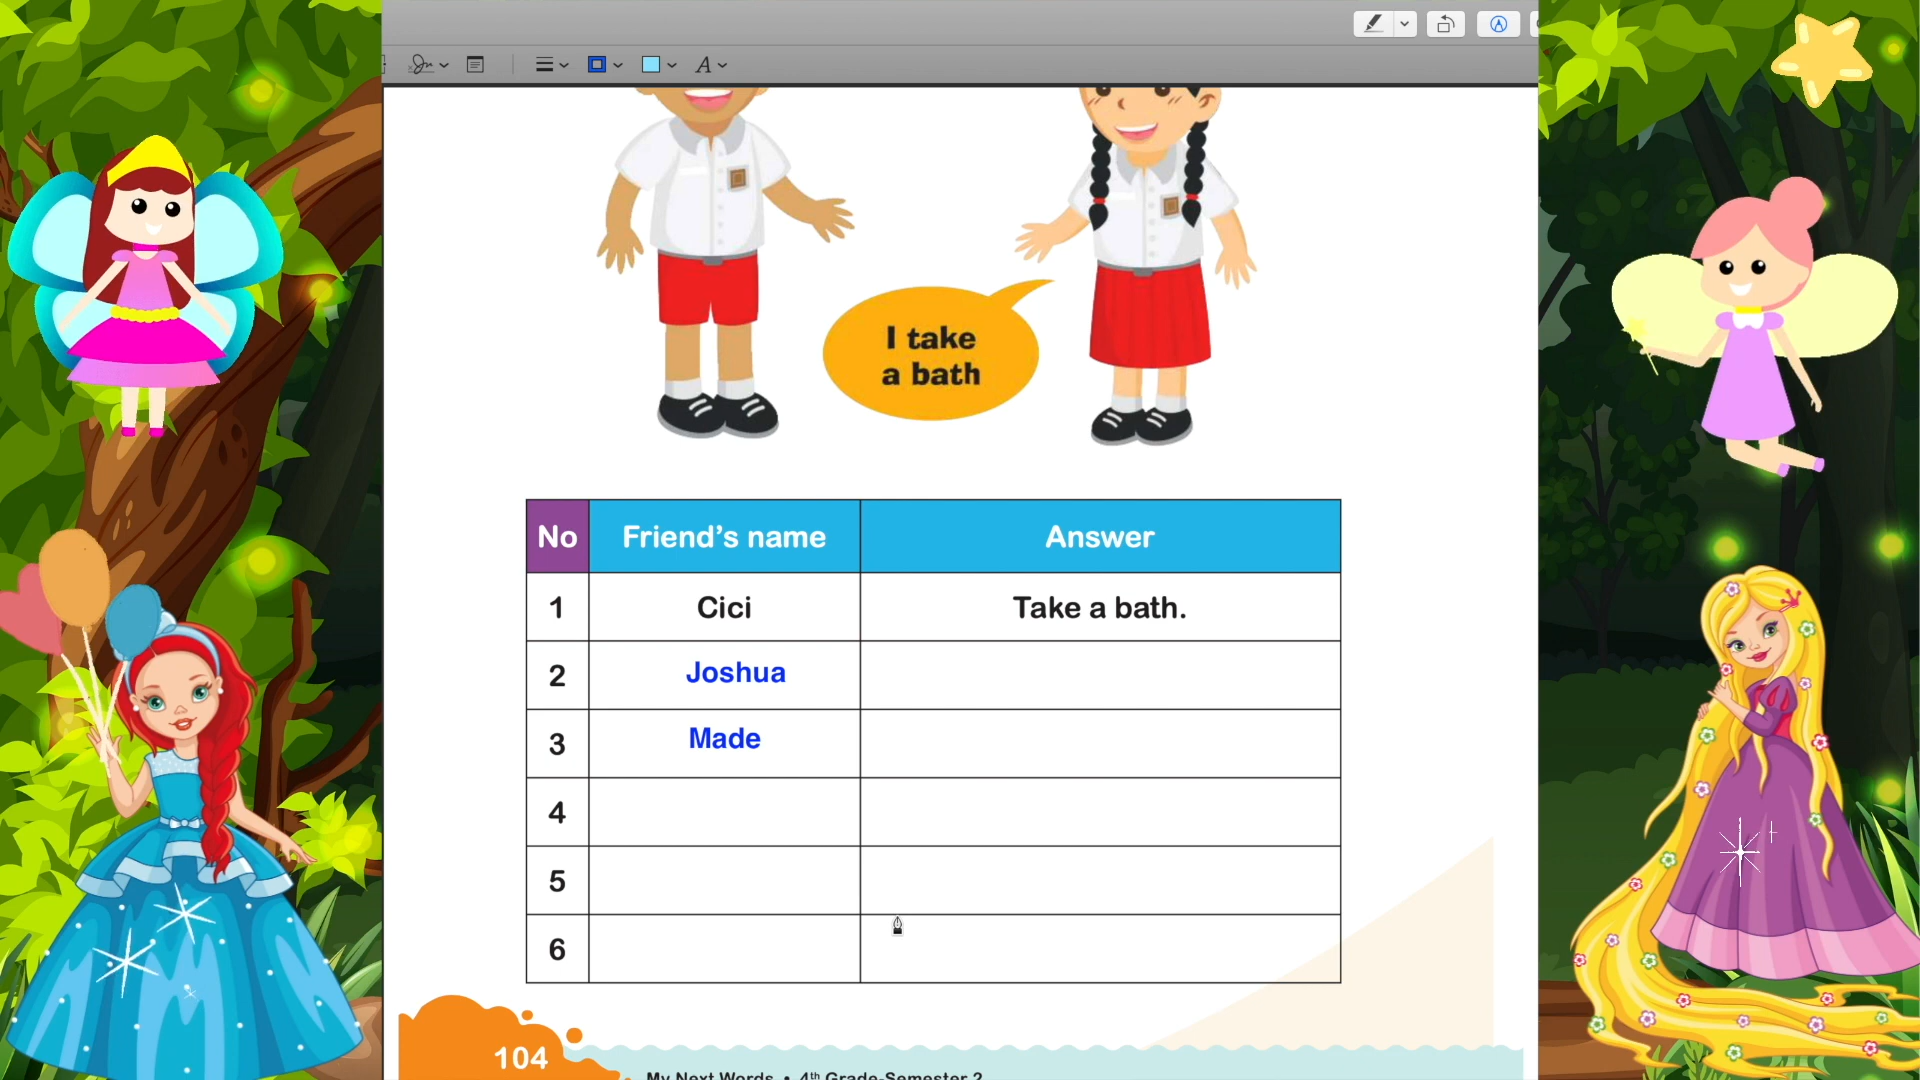 I take
a bath
No Friend's name Answer
1 Cici Take a bath.
2 Joshua
3 Made
4
5
6
104
My Next Words • 4th Grade-Semester 2